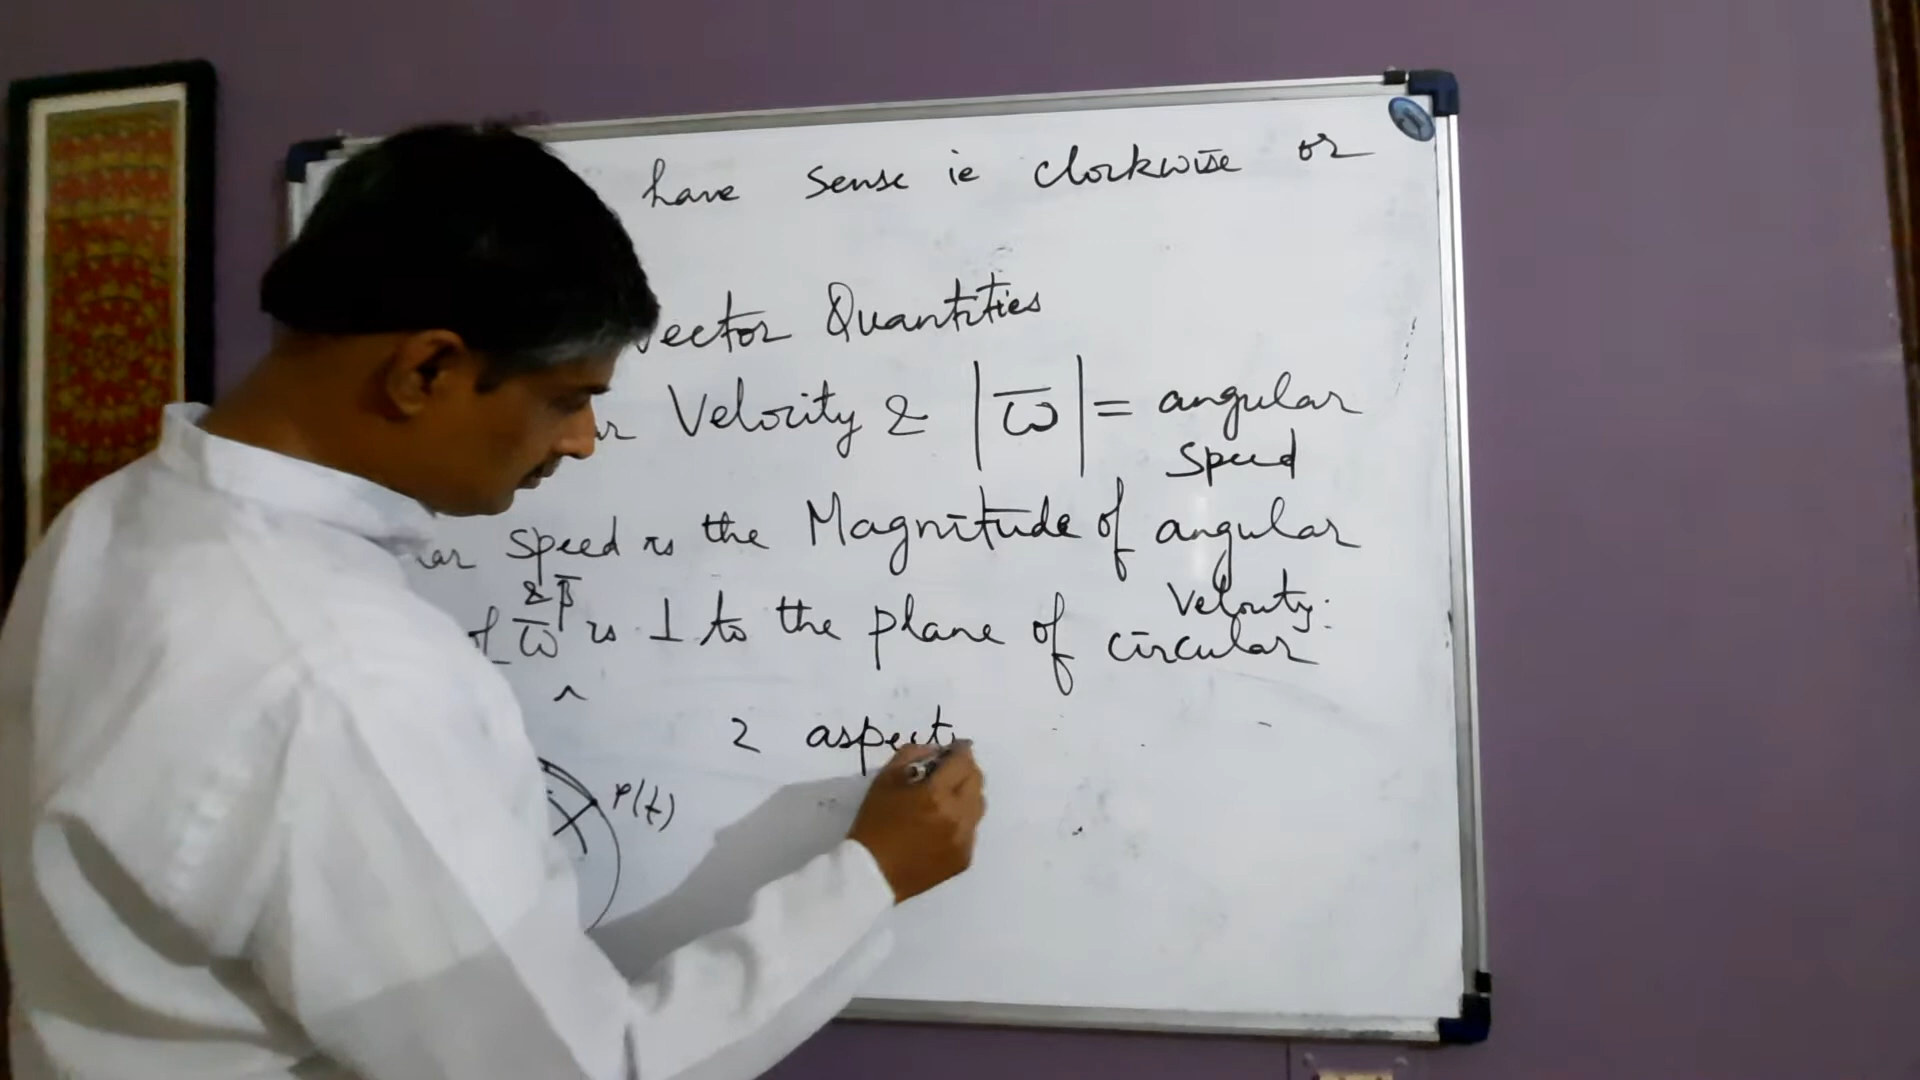 have sense ie clockwise or
Vector Quantities
Velocity & |ω̅| = angular
speed
speed is the Magnitude of angular
Velocity.
of ω̅ & β̅ is ⊥ to the plane of circular
2 aspect
P(t)